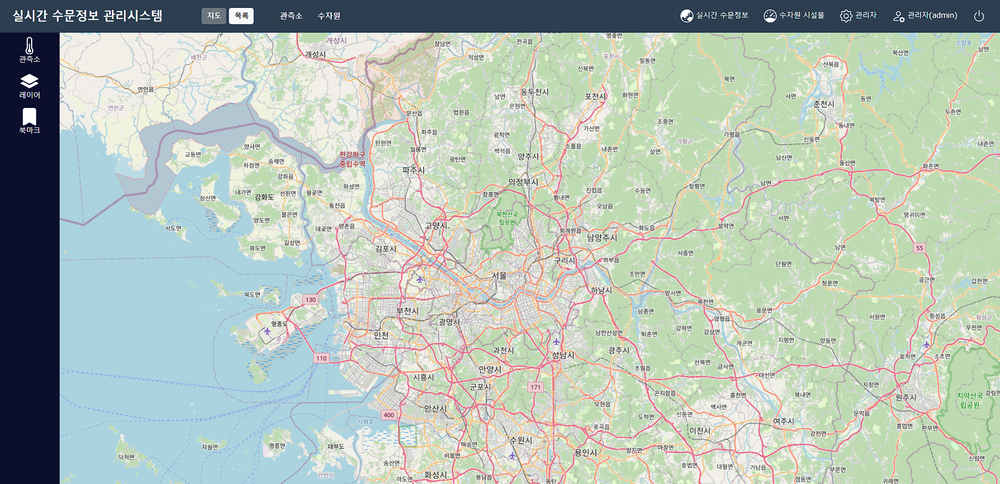 실시간 수문정보 관리시스템
지도
목록
관측소
수자원
실시간 수문정보
수자원 시설물
관리자
관리자(admin)
관측소
레이어
북마크
개성시
개성시
장남면
전곡읍
영중면
소양호
남면
배천군
적성면
포천시
일동면
북산면
신북면
신북읍
연안읍
동두천시
북면
남면
포천시
화현면
서면
동면
춘천시
연안군
은현면
문산읍
법원읍
두촌면
조종면
가산면
동내면
파주읍
광적면
가평읍
신동면
가평군
탄현면
양사면
월롱면
백석읍
소흘읍
내촌면
상면
내촌면
교동면
한강하구
중립수역
송해면
광탄면
양주시
남산면
하점면
동산면
화촌면
파주시
강화읍
의정부시
남면
하성면
청평면
내가면
선원면
월곶면
장흥면
진접읍
수동면
강화도
삼산면
별내면
북방면
통진읍
오남읍
불은면
북한산국
립공원
영귀미면
양도면
서면
서도면
대곶면
양촌읍
고양시
퇴계원읍
화도읍
설악면
한강
남양주시
길상면
화도면
김포시
남면
55
서종면
구리시
와부읍
단월면
서울
조안면
공근면
갑천면
청운면
북도면
하남시
양서면
130
옥천면
부천시
남종면
용문면
서원면
횡성읍
횡성군
양평읍
영종도
광명시
강하면
우천면
중구
인천
남한산성면
퇴촌면
강상면
지평면
양동면
개군면
과천시
광주시
성남시
호저면
소초면
110
산북면
금사면
안양시
초월읍
시흥시
대신면
군포시
171
지정면
곤지암읍
흥천면
북내면
강림면
치악산국
립공원
원주시
모현읍
안산시
백사면
400
신둔면
문막읍
도척면
시화호
여주시
흥업면
판부면
포곡읍
이천시
강천면
수원시
매송면
영흥면
대부도
자월면
양지면
마장면
용인시
비봉면
덕적면
신림면
송산면
호법면
대월면
가남읍
부론면
안산시
화성시
봉담읍
마도면
동탄
점동면
귀래면